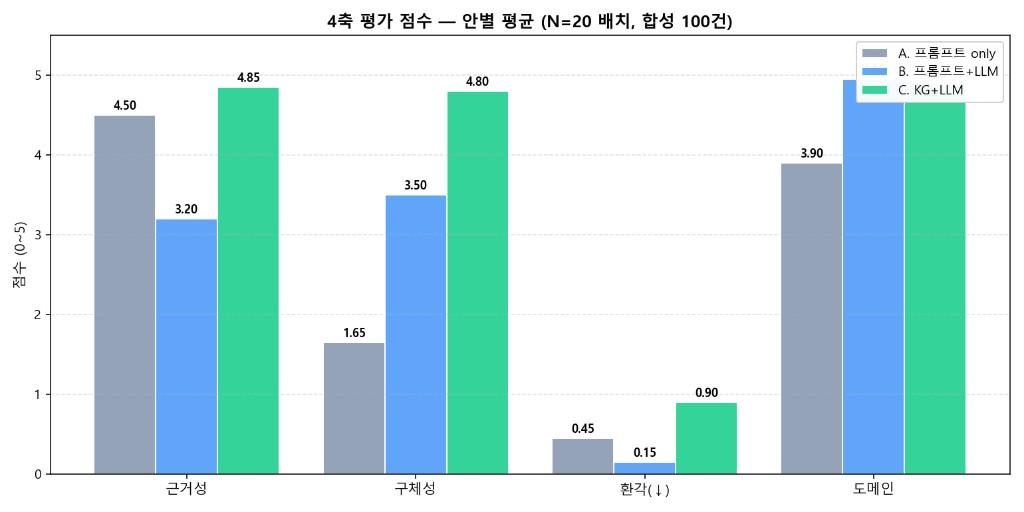 4축 평가 점수 — 안별 평균 (N=20 배치, 합성 100건)
A. 프롬프트 only
B. 프롬프트+LLM
C. KG+LLM
점수 (0~5)
5
4
3
2
1
0
4.50
3.20
4.85
1.65
3.50
4.80
0.45
0.15
0.90
3.90
근거성
구체성
환각(↓)
도메인